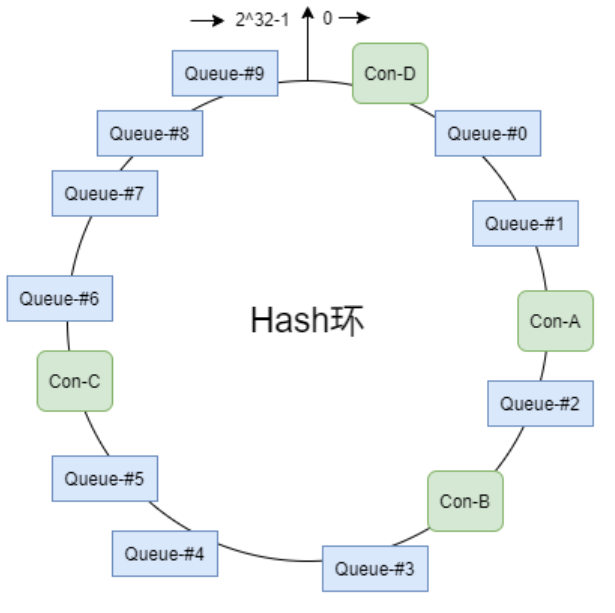 2^32-1 0
Queue-#9
Con-D
Queue-#8
Queue-#0
Queue-#7
Queue-#1
Queue-#6
Hash环
Con-A
Con-C
Queue-#2
Queue-#5
Con-B
Queue-#4
Queue-#3